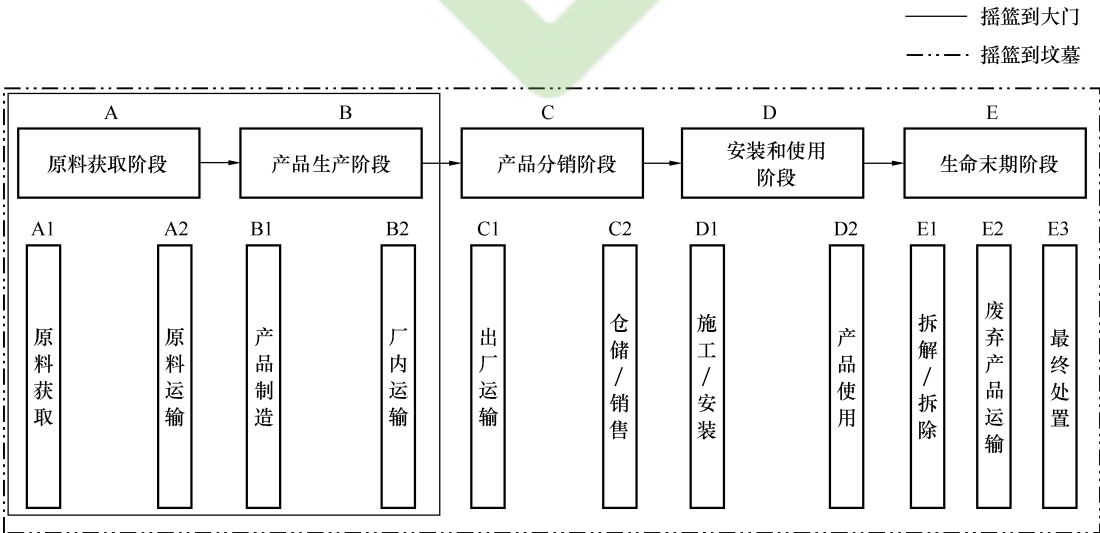 摇篮到大门
摇篮到坟墓
A
B
C
D
E
原料获取阶段
产品生产阶段
产品分销阶段
安装和使用
阶段
生命末期阶段
A1
A2
B1
B2
C1
C2
D1
D2
E1
E2
E3
原料获取
原料运输
产品制造
厂内运输
出厂运输
仓储/销售
施工/安装
产品使用
拆解/拆除
废弃产品运输
最终处置